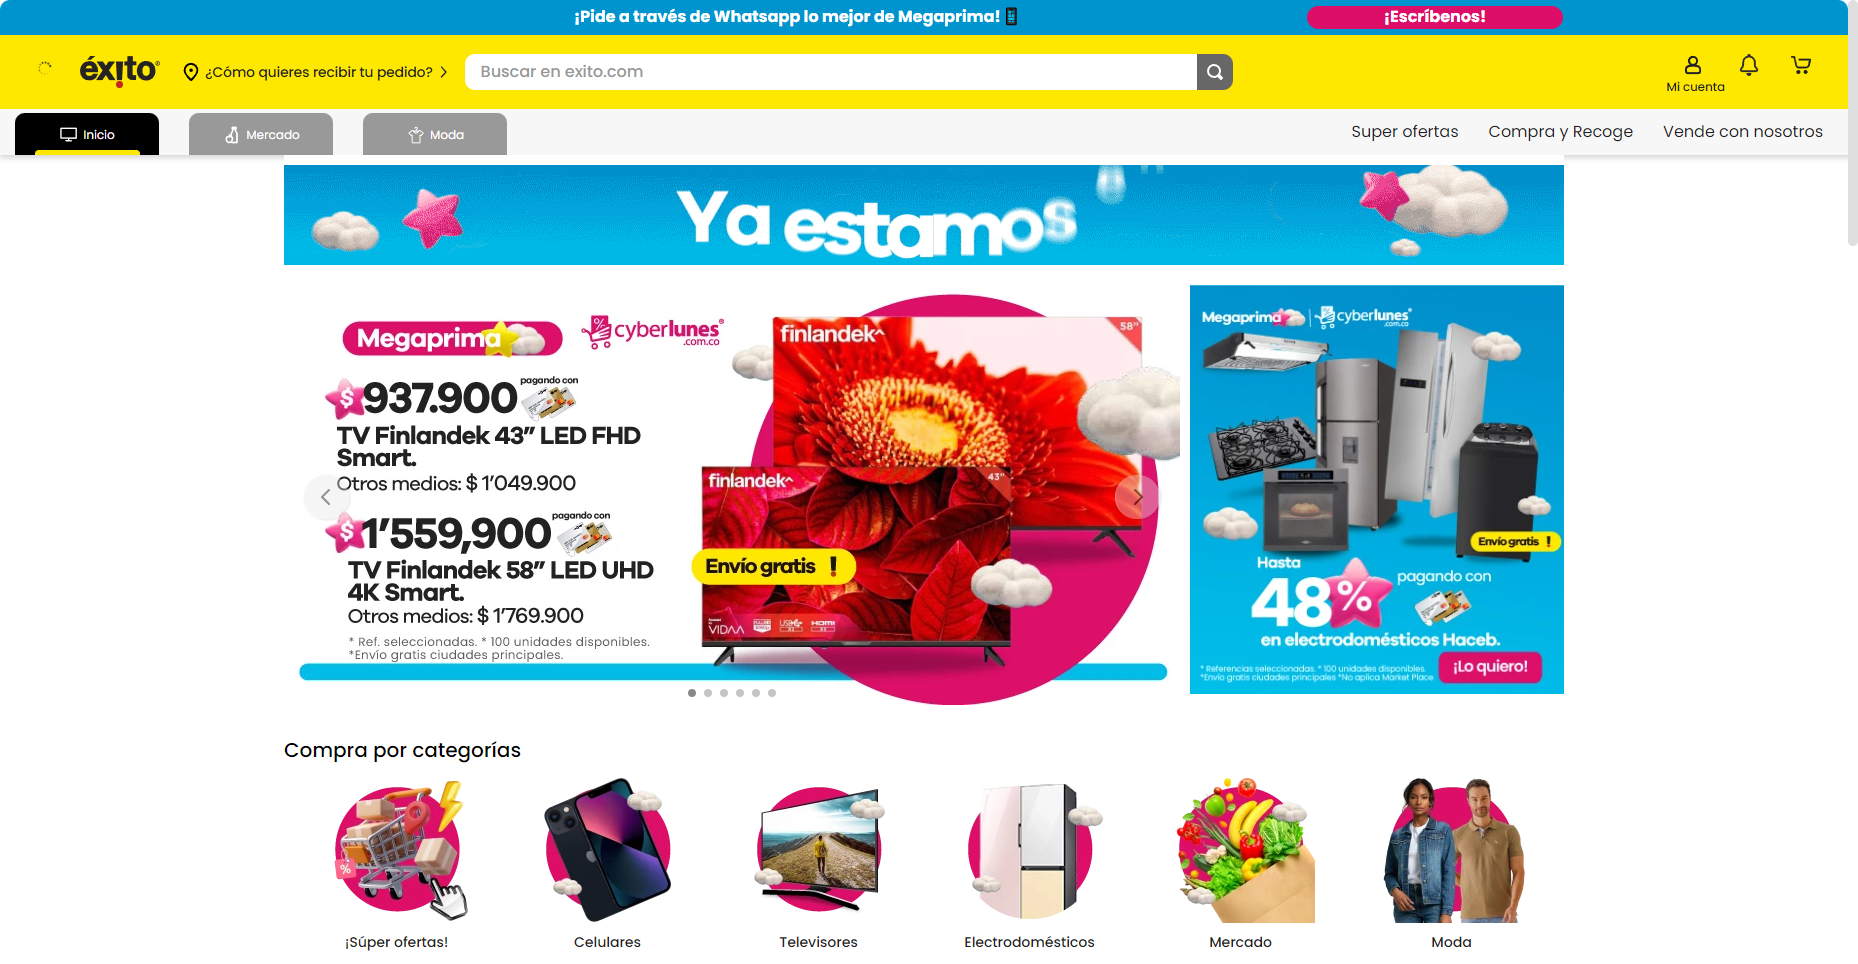 ¡Pide a través de Whatsapp lo mejor de Megaprima!
¡Escríbenos!
éxito
¿Cómo quieres recibir tu pedido?
Buscar en exito.com
Mi cuenta
Inicio
Mercado
Moda
Super ofertas
Compra y Recoge
Vende con nosotros
Ya estamos
Megaprima
cyberlunes
.com.co
$937.900
pagando con
TV Finlandek 43" LED FHD
Smart.
Otros medios: $ 1'049.900
$1'559,900
pagando con
TV Finlandek 58" LED UHD
4K Smart.
Otros medios: $ 1'769.900
* Ref. seleccionadas. * 100 unidades disponibles.
*Envío gratis ciudades principales.
finlandek
58"
finlandek
43"
Envío gratis !
VIDAA
USB
HDMI
Megaprima
cyberlunes
.com.co
Envío gratis !
Hasta
48%
pagando con
en electrodomésticos Haceb.
* Referencias seleccionadas. * 100 unidades disponibles.
*Envío gratis ciudades principales *No aplica Market Place
¡Lo quiero!
Compra por categorías
%
¡Súper ofertas!
Celulares
Televisores
Electrodomésticos
Mercado
Moda